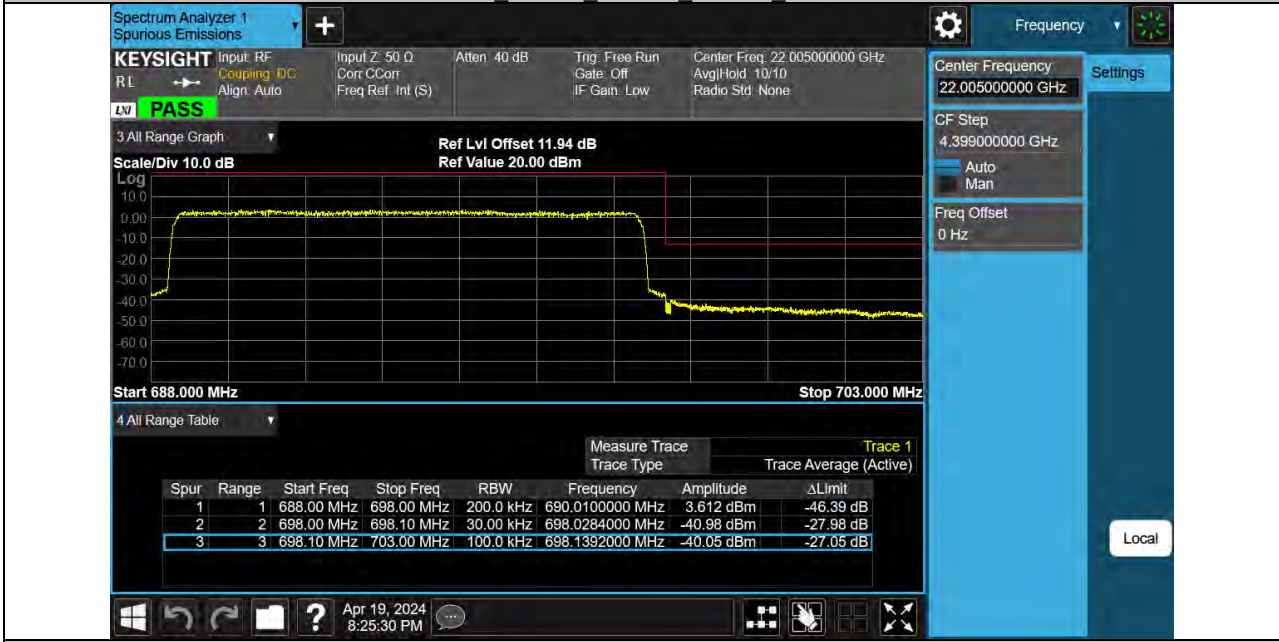 Spectrum Analyzer 1
Spurious Emissions
Frequency
KEYSIGHT Input: RF
Coupling: DC
Align: Auto
RL
LXI PASS
Input Z: 50 Ω
Corr CCorr
Freq Ref: Int (S)
Atten: 40 dB
Trig: Free Run
Gate: Off
IF Gain: Low
Center Freq: 22.005000000 GHz
Avg|Hold: 10/10
Radio Std: None
Center Frequency
22.005000000 GHz
Settings
CF Step
4.399000000 GHz
Auto
Man
Freq Offset
0 Hz
3 All Range Graph
Ref Lvl Offset 11.94 dB
Scale/Div 10.0 dB
Ref Value 20.00 dBm
Log
10.0
0.00
-10.0
-20.0
-30.0
-40.0
-50.0
-60.0
-70.0
Start 688.000 MHz
Stop 703.000 MHz
4 All Range Table
Measure Trace Trace 1
Trace Type Trace Average (Active)
Spur Range Start Freq Stop Freq RBW Frequency Amplitude ΔLimit
1 1 688.00 MHz 698.00 MHz 200.0 kHz 690.0100000 MHz 3.612 dBm -46.39 dB
2 2 698.00 MHz 698.10 MHz 30.00 kHz 698.0284000 MHz -40.98 dBm -27.98 dB
3 3 698.10 MHz 703.00 MHz 100.0 kHz 698.1392000 MHz -40.05 dBm -27.05 dB
Local
Apr 19, 2024
8:25:30 PM